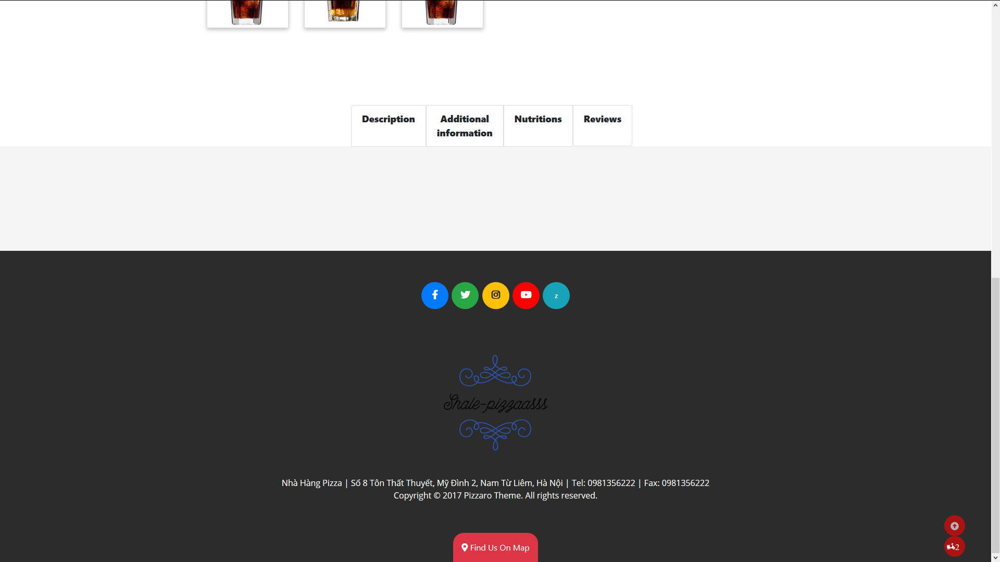 Description
Additional
information
Nutritions
Reviews
z
Shale-pizzaasss
Nhà Hàng Pizza | Số 8 Tôn Thất Thuyết, Mỹ Đình 2, Nam Từ Liêm, Hà Nội | Tel: 0981356222 | Fax: 0981356222
Copyright © 2017 Pizzaro Theme. All rights reserved.
Find Us On Map
2